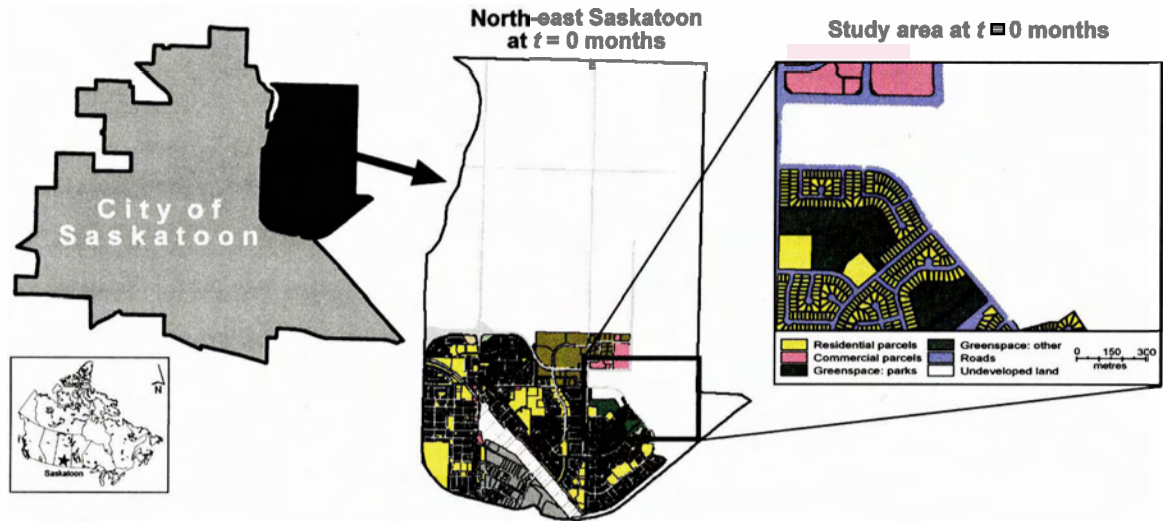 North-east Saskatoon
at t = 0 months
Study area at t = 0 months
City of
Saskatoon
N
Saskatoon
Residential parcels
Commercial parcels
Greenspace: parks
Greenspace: other
Roads
Undeveloped land
0 150 300
metres